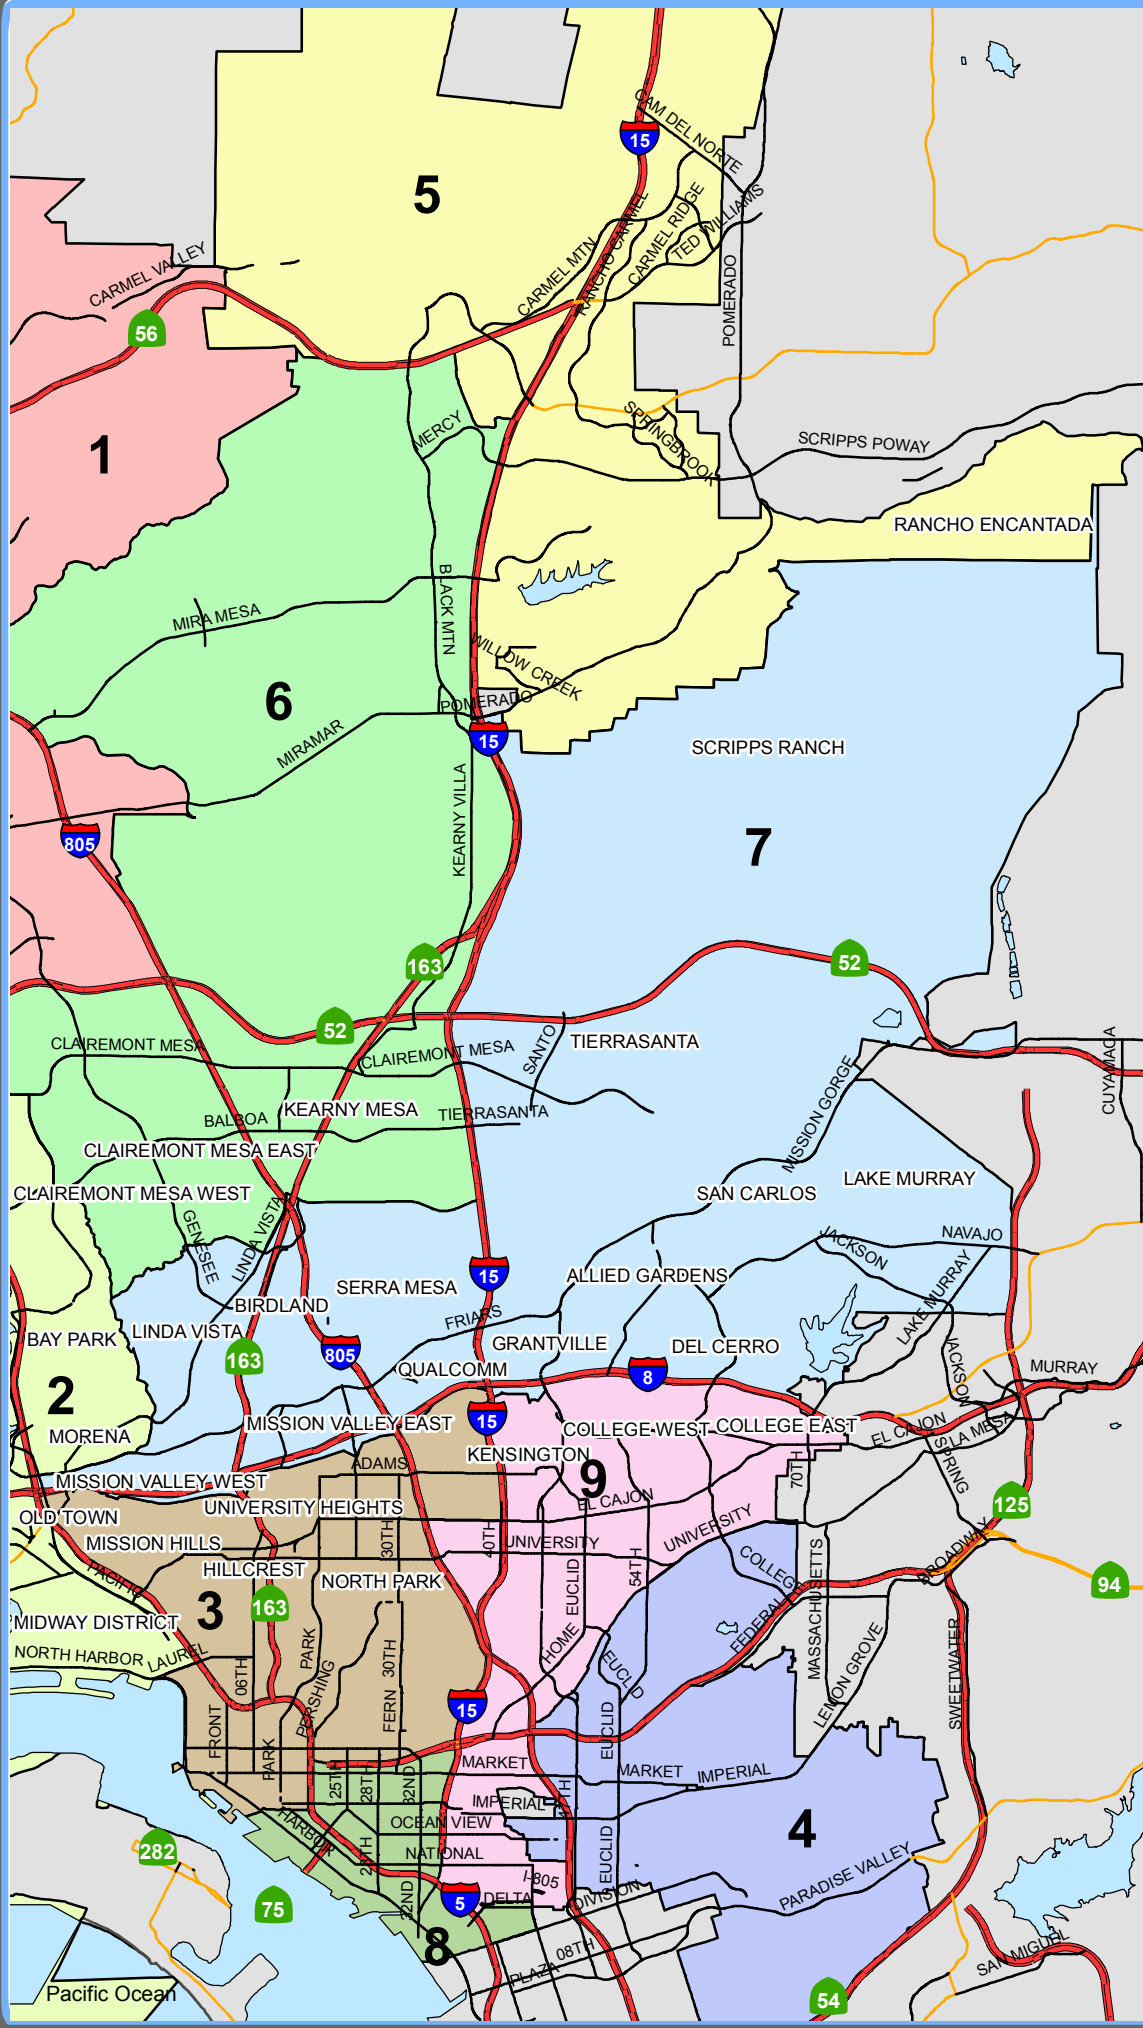 CAM DEL NORTE
15
5
RANCHO CARMEL
CARMEL RIDGE
TED WILLIAMS
CARMEL VALLEY
CARMEL MTN
POMERADO
56
1
MERCY
SPRINGBROOK
SCRIPPS POWAY
RANCHO ENCANTADA
BLACK MTN
MIRA MESA
WILLOW CREEK
6
POMERADO
MIRAMAR
15
SCRIPPS RANCH
KEARNY VILLA
805
7
163
52
52
CLAIREMONT MESA
CLAIREMONT MESA
SANTO
TIERRASANTA
CUYAMACA
MISSION GORGE
KEARNY MESA
TIERRASANTA
BALBOA
CLAIREMONT MESA EAST
CLAIREMONT MESA WEST
LAKE MURRAY
SAN CARLOS
GENESEE
LINDA VISTA
JACKSON
NAVAJO
15
SERRA MESA
ALLIED GARDENS
LAKE MURRAY
BIRDLAND
FRIARS
BAY PARK
LINDA VISTA
GRANTVILLE
DEL CERRO
805
163
QUALCOMM
8
JACKSON
MURRAY
2
15
MISSION VALLEY EAST
COLLEGE WEST
COLLEGE EAST
EL CAJON
LA MESA
MORENA
KENSINGTON
ADAMS
9
70TH
SPRING
MISSION VALLEY WEST
UNIVERSITY HEIGHTS
EL CAJON
125
OLD TOWN
MISSION HILLS
30TH
40TH
UNIVERSITY
UNIVERSITY
HILLCREST
NORTH PARK
EUCLID
54TH
COLLEGE
MASSACHUSETTS
BROADWAY
94
PACIFIC
3
163
MIDWAY DISTRICT
FEDERAL
NORTH HARBOR
LAUREL
PARK
HOME
EUCLID
LEMON GROVE
SWEETWATER
06TH
PERSHING
30TH
FERN
15
FRONT
PARK
EUCLID
MARKET
MARKET
IMPERIAL
25TH
28TH
32ND
47TH
IMPERIAL
HARBOR
OCEAN VIEW
4
282
28TH
NATIONAL
EUCLID
PARADISE VALLEY
I-805
75
32ND
5
DELTA
DIVISION
8
08TH
PLAZA
SAN MIGUEL
Pacific Ocean
54